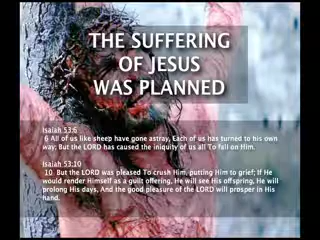 THE SUFFERING
OF JESUS
WAS PLANNED
Isaiah 53:6
6 All of us like sheep have gone astray, Each of us has turned to his own
way; But the LORD has caused the iniquity of us all To fall on Him.
Isaiah 53:10
10 But the LORD was pleased To crush Him, putting Him to grief; If He
would render Himself as a guilt offering, He will see His offspring, He will
prolong His days, And the good pleasure of the LORD will prosper in His
hand.